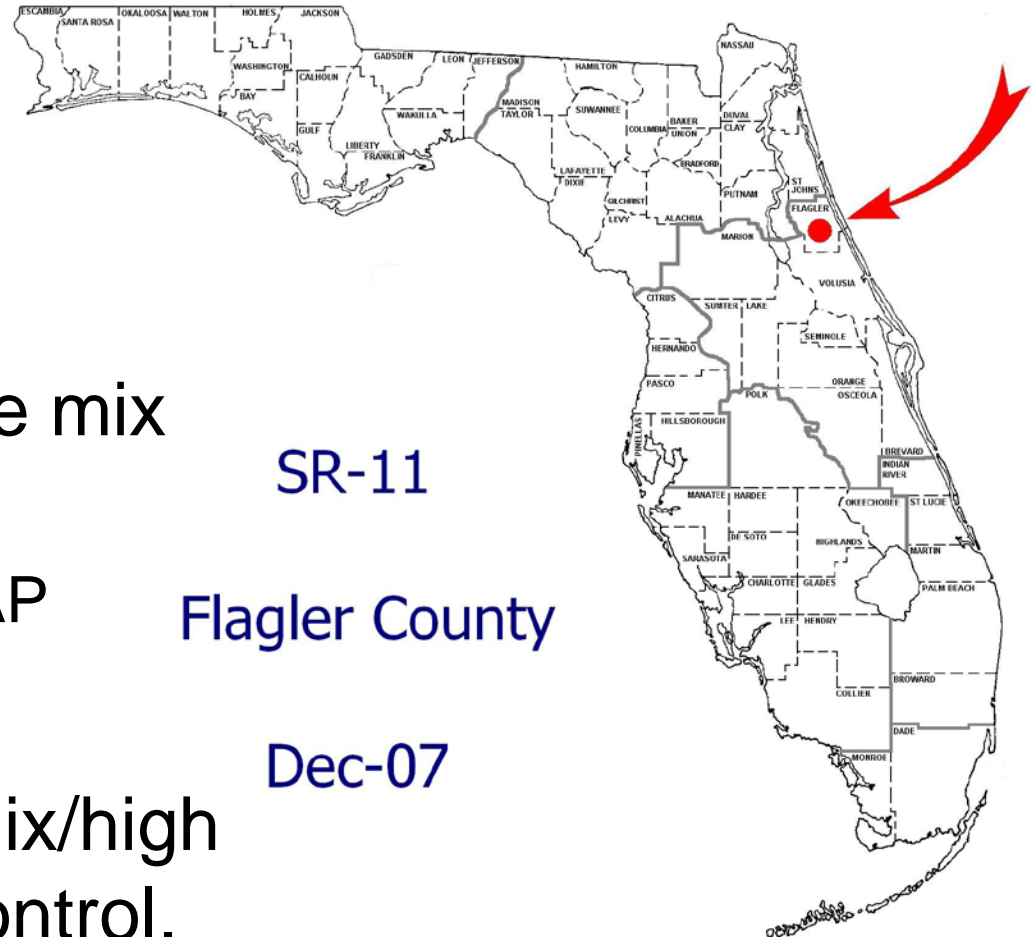 ESCAMBIA
SANTA ROSA
OKALOOSA
WALTON
HOLMES
JACKSON
WASHINGTON
BAY
CALHOUN
GULF
LIBERTY
FRANKLIN
GADSDEN
LEON
JEFFERSON
WAKULLA
MADISON
TAYLOR
HAMILTON
SUWANNEE
COLUMBIA
LAFAYETTE
DIXIE
GILCHRIST
LEVY
ALACHUA
BAKER
UNION
BRADFORD
NASSAU
DUVAL
CLAY
PUTNAM
ST
JOHNS
FLAGLER
MARION
VOLUSIA
CITRUS
SUMTER
LAKE
SEMINOLE
HERNANDO
PASCO
ORANGE
OSCEOLA
POLK
PINELLAS
HILLSBOROUGH
BREVARD
INDIAN
RIVER
MANATEE
HARDEE
OKEECHOBEE
ST LUCIE
DE SOTO
HIGHLANDS
MARTIN
SARASOTA
CHARLOTTE
GLADES
PALM BEACH
LEE
HENDRY
COLLIER
BROWARD
DADE
MONROE
e mix
SR-11
AP
Flagler County
Dec-07
ix/high
ontrol.